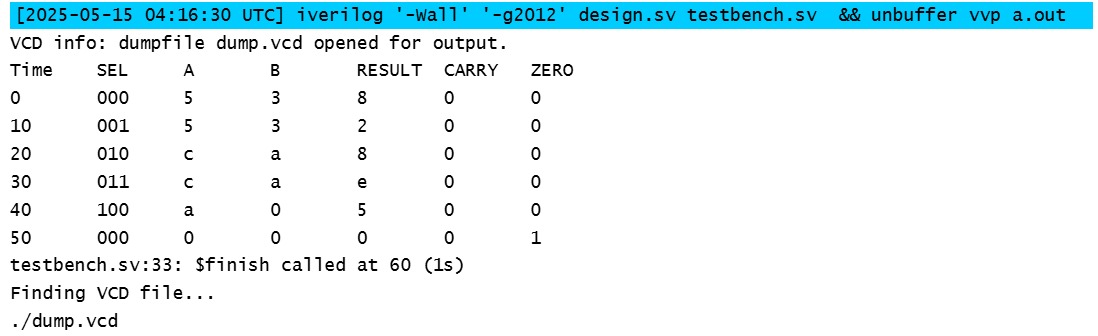 [2025-05-15 04:16:30 UTC] iverilog '-Wall' '-g2012' design.sv testbench.sv  && unbuffer vvp a.out
VCD info: dumpfile dump.vcd opened for output.
Time    SEL     A       B       RESULT  CARRY   ZERO
0       000     5       3       8       0       0
10      001     5       3       2       0       0
20      010     c       a       8       0       0
30      011     c       a       e       0       0
40      100     a       0       5       0       0
50      000     0       0       0       0       1
testbench.sv:33: $finish called at 60 (1s)
Finding VCD file...
./dump.vcd